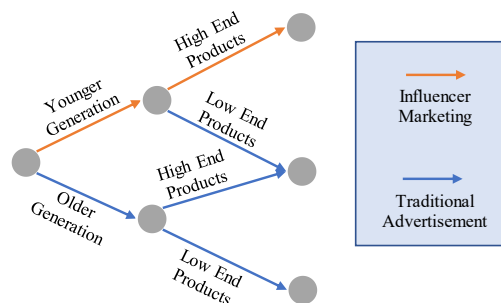 High End
Products
Younger
Generation
Low End
Products
High End
Products
Older
Generation
Low End
Products
Influencer
Marketing
Traditional
Advertisement